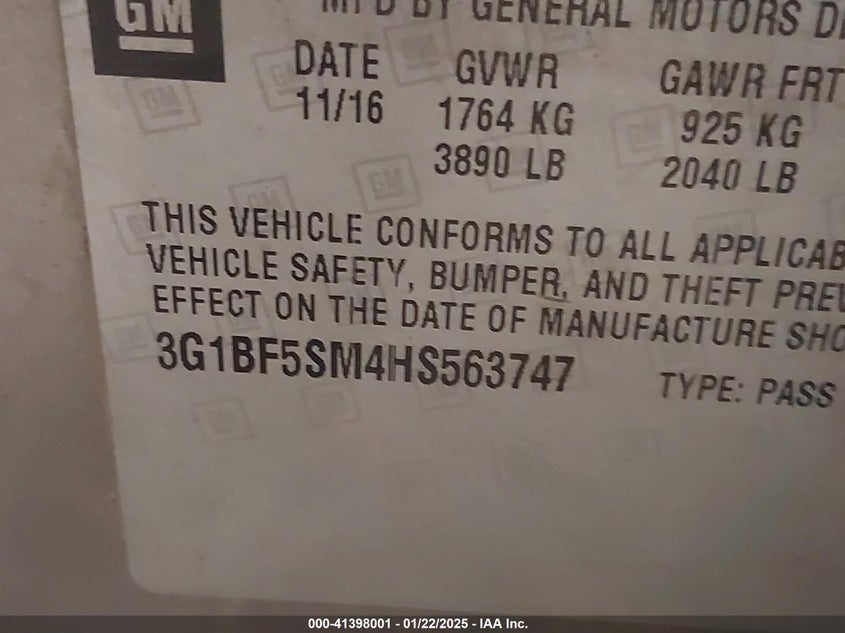 GM
MFD BY GENERAL MOTORS
DATE GVWR GAWR FRT
11/16 1764 KG 925 KG
3890 LB 2040 LB
THIS VEHICLE CONFORMS TO ALL
VEHICLE SAFETY, BUMPER, AND THEFT
EFFECT ON THE DATE OF MANUFACTURE
3G1BF5SM4HS563747 TYPE: PASS
000-41398001 - 01/22/2025 - IAA Inc.